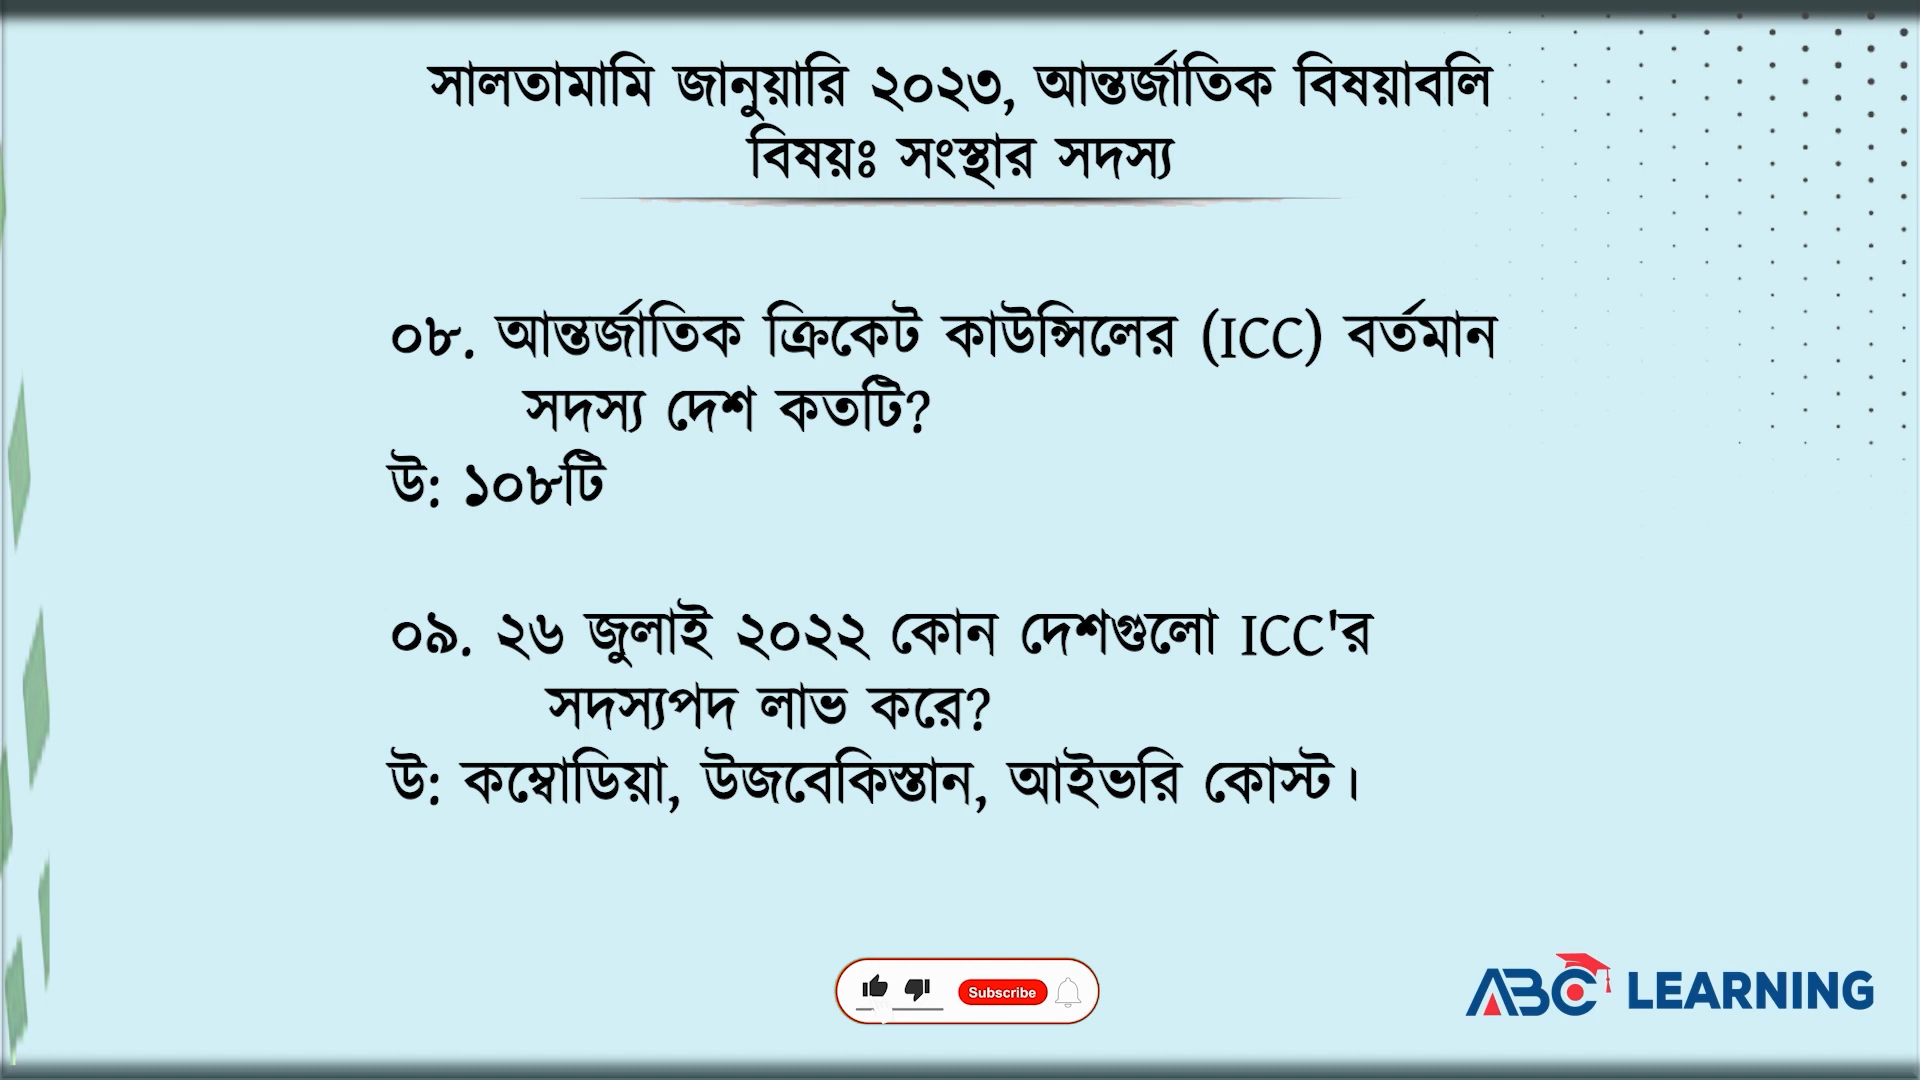 সালতামামি জানুয়ারি ২০২৩, আন্তর্জাতিক বিষয়াবলি
বিষয়ঃ সংস্থার সদস্য
০৮. আন্তর্জাতিক ক্রিকেট কাউন্সিলের (ICC) বর্তমান
সদস্য দেশ কতটি?
উ: ১০৮টি
০৯. ২৬ জুলাই ২০২২ কোন দেশগুলো ICC'র
সদস্যপদ লাভ করে?
উ: কম্বোডিয়া, উজবেকিস্তান, আইভরি কোস্ট।
Subscribe
ABC LEARNING